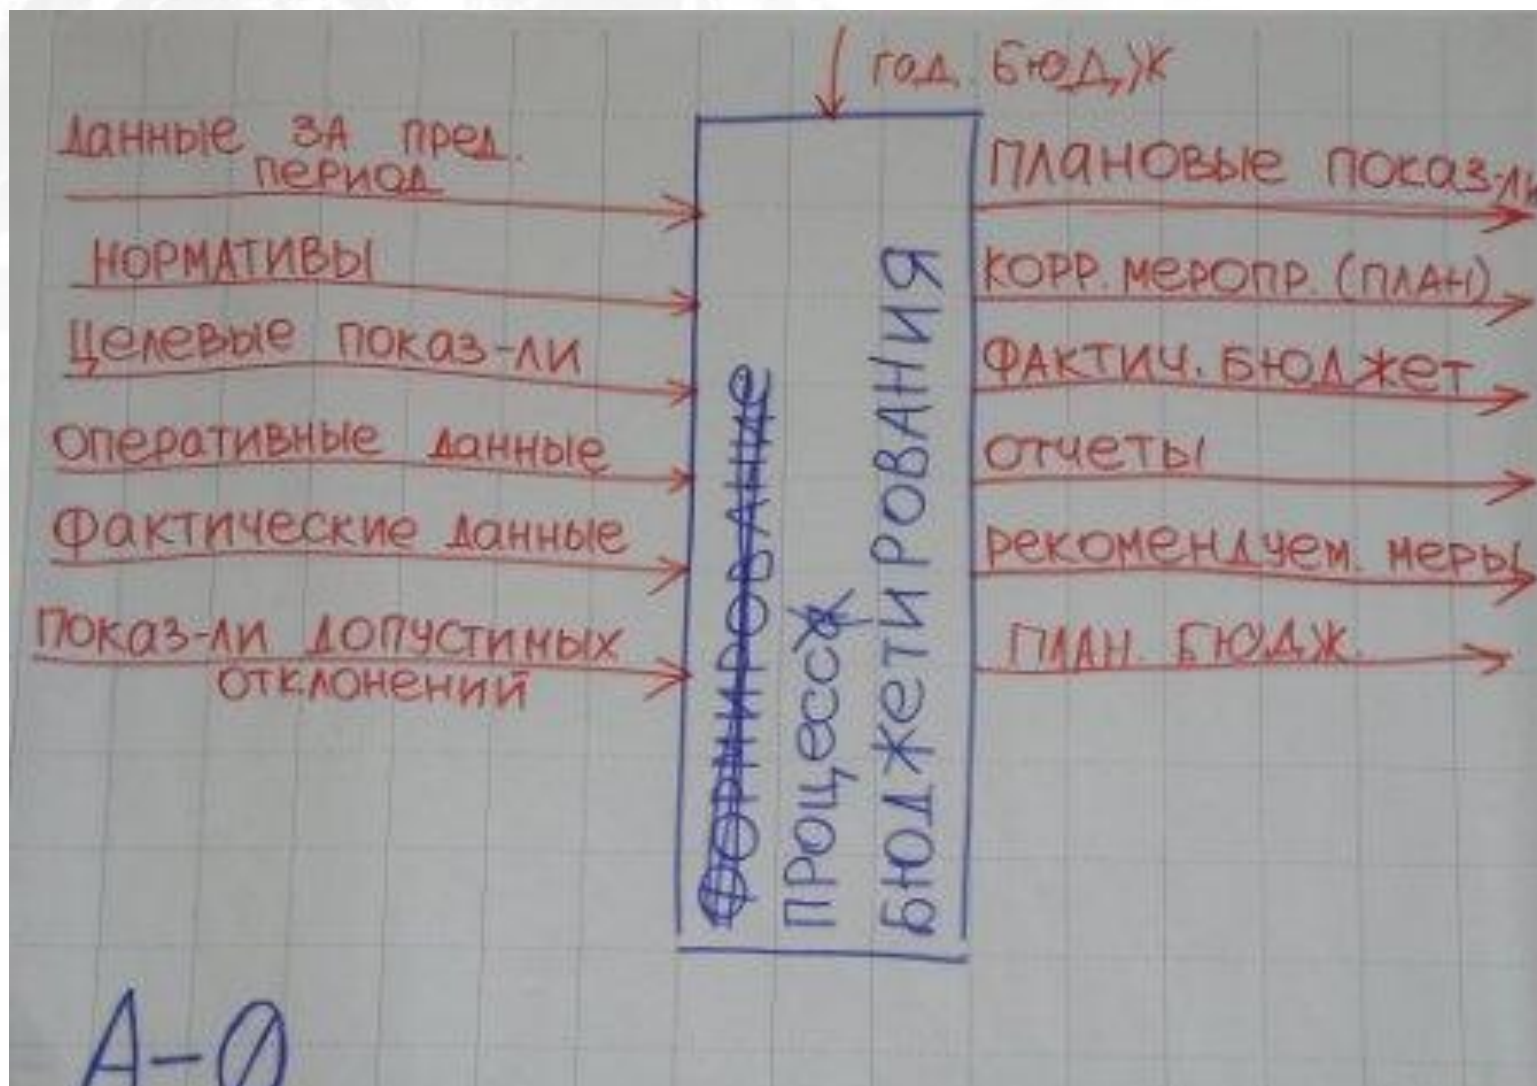 год. БЮДЖ
Данные ЗА пред.
ПЕРИОД
НОРМАТИВЫ
Целевые показ-ли
Оперативные данные
Фактические данные
Показ-ли допустимых
отклонений
ФОРМИРОВАНИЕ
ПРОЦЕССА
БЮДЖЕТИРОВАНИЯ
ПЛАНОВЫЕ показ-ли
КОРР. МЕРОПР. (ПЛАН)
ФАКТИЧ. БЮДЖЕТ
ОТЧЕТЫ
рекомендуем. меры
ПЛАН. БЮДЖ.
А-0